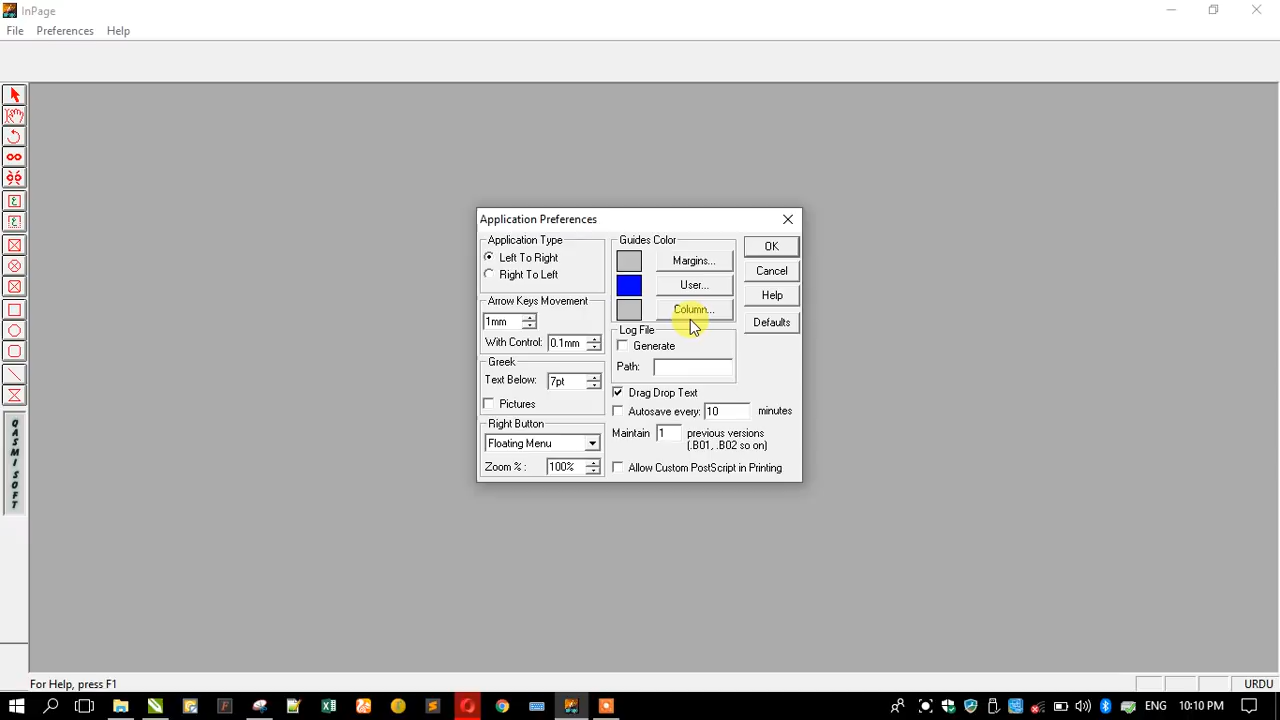 InPage
File Preferences Help
Application Preferences
Application Type
Left To Right
Right To Left
Arrow Keys Movement
1mm
With Control: 0.1mm
Greek
Text Below: 7pt
Pictures
Right Button
Floating Menu
Zoom % : 100%
Guides Color
Margins...
User...
Column...
Log File
Generate
Path:
Drag Drop Text
Autosave every: 10 minutes
Maintain 1 previous versions
(.B01, .B02 so on)
Allow Custom PostScript in Printing
OK
Cancel
Help
Defaults
QASMISOFT
For Help, press F1
URDU
ENG 10:10 PM